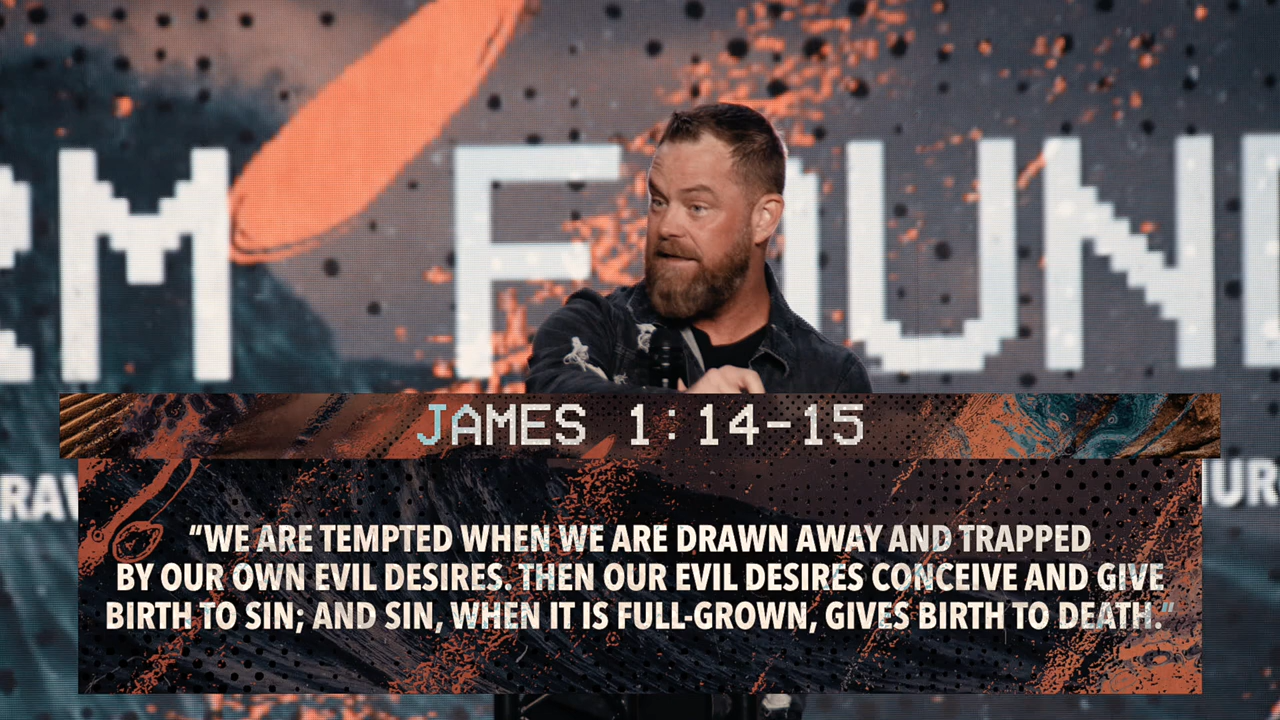 JAMES 1:14-15
“WE ARE TEMPTED WHEN WE ARE DRAWN AWAY AND TRAPPED
BY OUR OWN EVIL DESIRES. THEN OUR EVIL DESIRES CONCEIVE AND GIVE
BIRTH TO SIN; AND SIN, WHEN IT IS FULL-GROWN, GIVES BIRTH TO DEATH.”